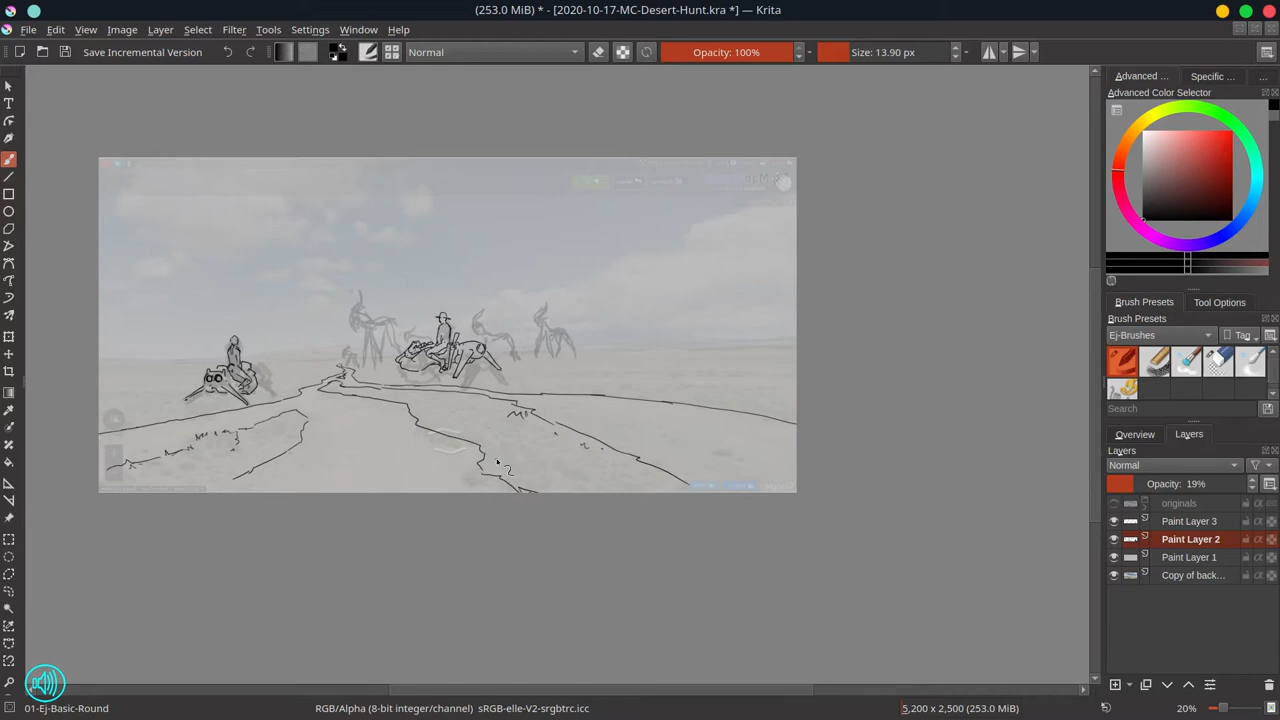 (253.0 MiB) * - [2020-10-17-MC-Desert-Hunt.kra *] — Krita
File Edit View Image Layer Select Filter Tools Settings Window Help
Save Incremental Version Normal Opacity: 100% Size: 13.90 px
Advanced ... Specific ... ...
Advanced Color Selector
Brush Presets Tool Options
Brush Presets
Ej-Brushes Tag
Search
Overview Layers
Layers
Normal
Opacity: 19%
originals
Paint Layer 3
Paint Layer 2
Paint Layer 1
Copy of back...
01-Ej-Basic-Round RGB/Alpha (8-bit integer/channel) sRGB-elle-V2-srgbtrc.icc 5,200 x 2,500 (253.0 MiB) 20%